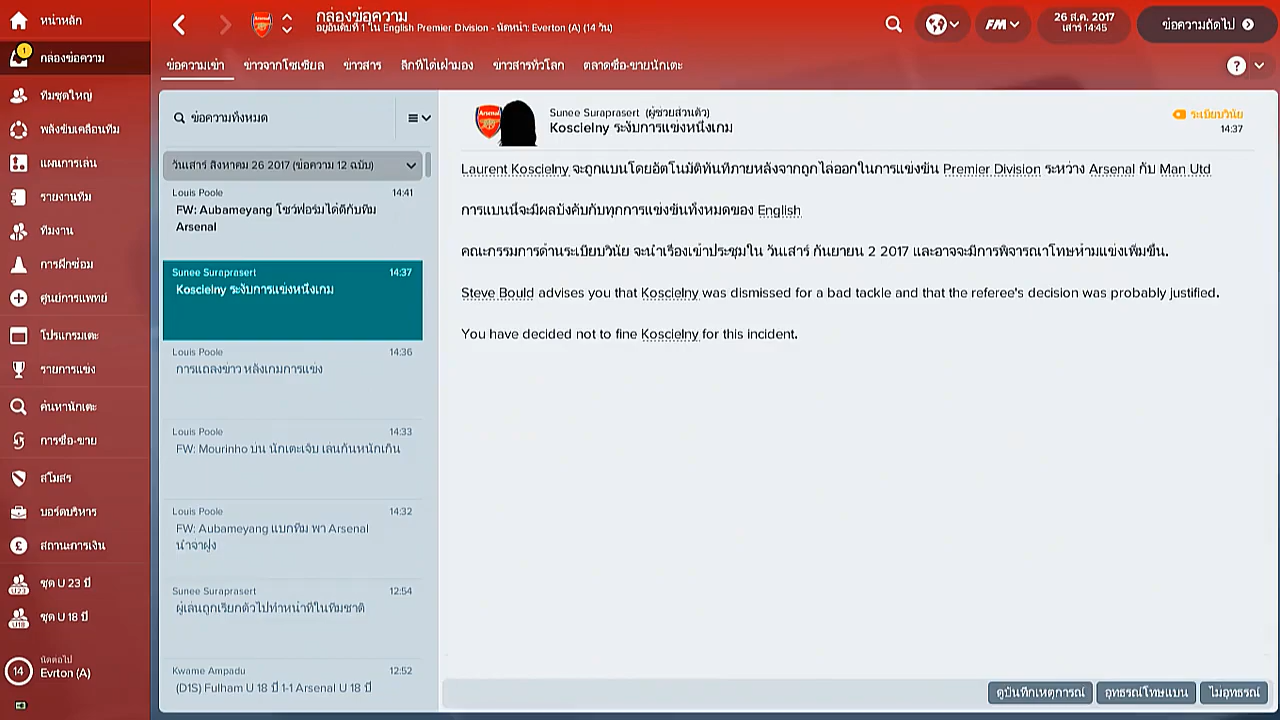 หน้าหลัก
1
กล่องข้อความ
ทีมชุดใหญ่
พลังขับเคลื่อนทีม
แผนการเล่น
รายงานทีม
ทีมงาน
การฝึกซ้อม
ศูนย์การแพทย์
โปรแกรมเตะ
รายการแข่ง
ค้นหานักเตะ
การซื้อ-ขาย
สโมสร
บอร์ดบริหาร
สถานะการเงิน
ชุด U 23 ปี
ชุด U 18 ปี
นัดต่อไป
14
Evrton (A)
กล่องข้อความ
อยู่อันดับที่ 1 ใน English Premier Division - นัดหน้า: Everton (A) (14 วัน)
FM
26 ส.ค. 2017
เสาร์ 14:45
ข้อความถัดไป
ข้อความเข้า
ข่าวจากโซเชียล
ข่าวสาร
ลีกที่ได้เฝ้ามอง
ข่าวสารทั่วโลก
ตลาดซื้อ-ขายนักเตะ
?
ข้อความทั้งหมด
วันเสาร์ สิงหาคม 26 2017 (ข้อความ 12 ฉบับ)
Louis Poole 14:41
FW: Aubameyang โชว์ฟอร์มได้ดีกับทีม
Arsenal
Sunee Suraprasert 14:37
Koscielny ระงับการแข่งหนึ่งเกม
Louis Poole 14:36
การแถลงข่าว หลังเกมการแข่ง
Louis Poole 14:33
FW: Mourinho บ่น นักเตะเจ็บ เล่นกันหนักเกิน
Louis Poole 14:32
FW: Aubameyang แบกทีม พา Arsenal
นำจ่าฝูง
Sunee Suraprasert 12:54
ผู้เล่นถูกเรียกตัวไปทำหน้าที่ในทีมชาติ
Kwame Ampadu 12:52
(D1S) Fulham U 18 ปี 1-1 Arsenal U 18 ปี
Arsenal
Sunee Suraprasert (ผู้ช่วยส่วนตัว)
Koscielny ระงับการแข่งหนึ่งเกม
ระเบียบวินัย
14:37
Laurent Koscielny จะถูกแบนโดยอัตโนมัติทันทีภายหลังจากถูกไล่ออกในการแข่งขัน Premier Division ระหว่าง Arsenal กับ Man Utd
การแบนนี้จะมีผลบังคับกับทุกการแข่งขันทั้งหมดของ English
คณะกรรมการด้านระเบียบวินัย จะนำเรื่องเข้าประชุมใน วันเสาร์ กันยายน 2 2017 และอาจจะมีการพิจารณาโทษห้ามแข่งเพิ่มขึ้น.
Steve Bould advises you that Koscielny was dismissed for a bad tackle and that the referee's decision was probably justified.
You have decided not to fine Koscielny for this incident.
ดูบันทึกเหตุการณ์
อุทธรณ์โทษแบน
ไม่อุทธรณ์